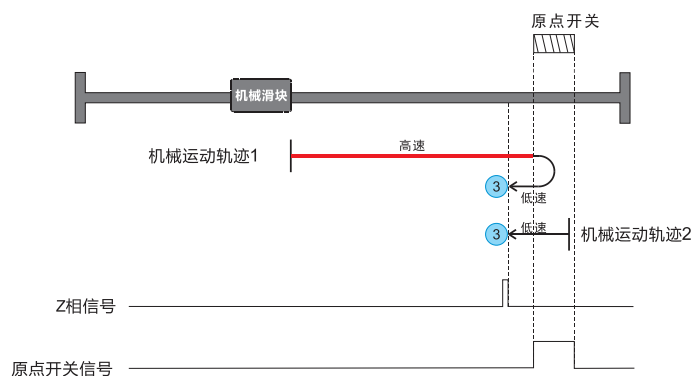 原点开关
机械滑块
机械运动轨迹1
高速
3
低速
3
低速
机械运动轨迹2
Z相信号
原点开关信号